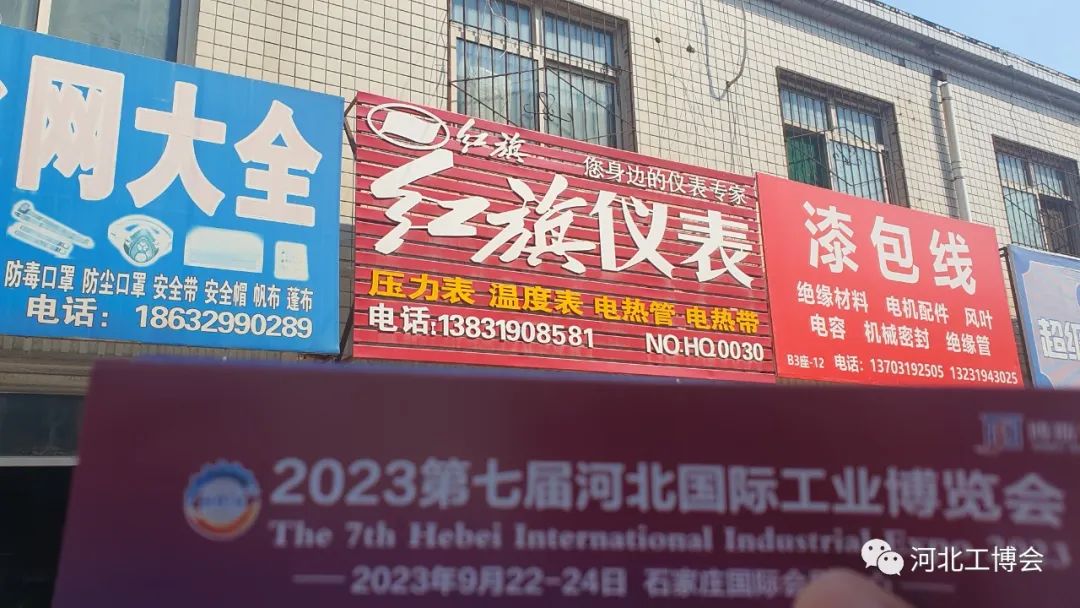 网大全
防毒口罩 防尘口罩 安全带 安全帽 帆布 蓬布
电话: 18632990289
红旗
您身边的仪表专家
红旗仪表
压力表 温度表 电热管 电热带
电话:13831908581 NO.HQ0030
漆包线
绝缘材料 电机配件 风叶
电容 机械密封 绝缘管
B3座-12 电话: 13703192505 13231943025
超级
2023第七届河北国际工业博览会
The 7th Hebei International Industrial Expo 2023
2023年9月22-24日 石家庄国际会
河北工博会